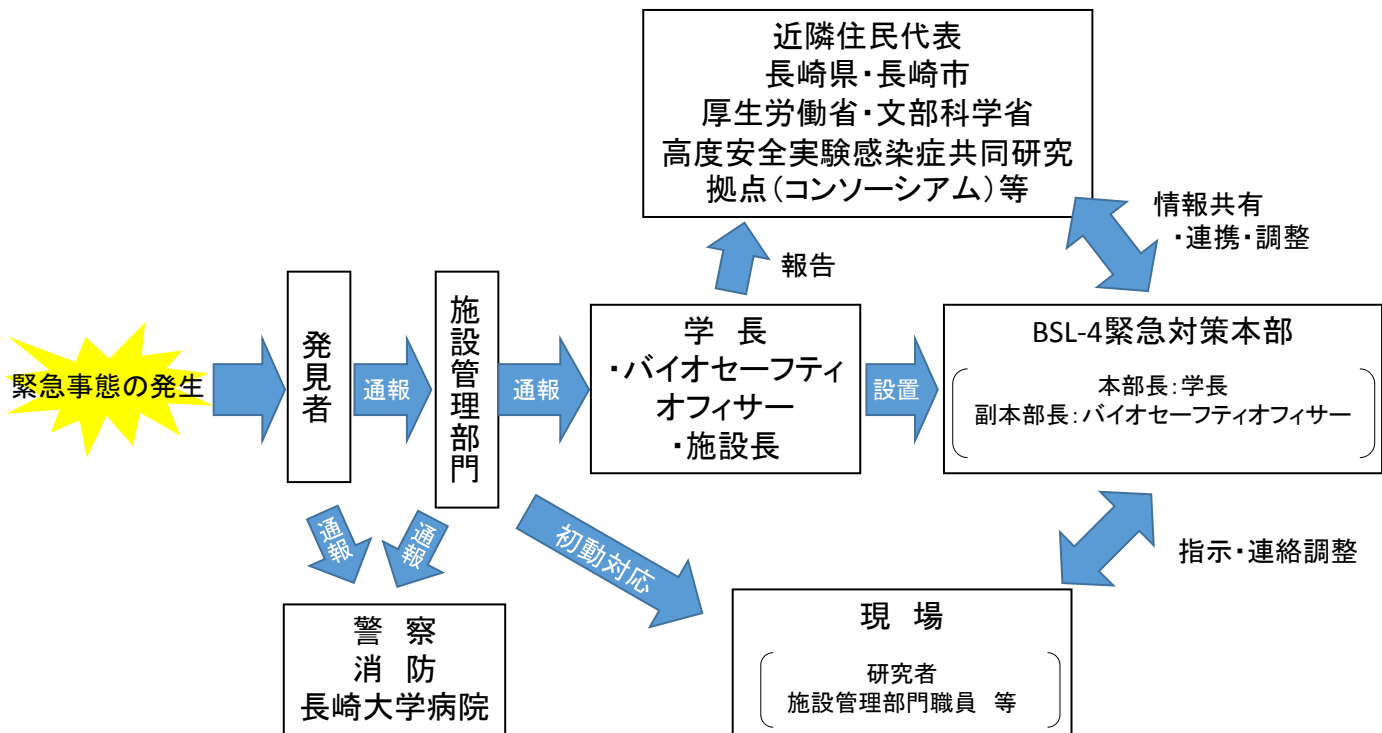 近隣住民代表
長崎県・長崎市
厚生労働省・文部科学省
高度安全実験感染症共同研究
拠点（コンソーシアム）等
情報共有
・連携・調整
報告
緊急事態の発生
発見者
通報
施設管理部門
通報
学　長
・バイオセーフティ
オフィサー
・施設長
設置
BSL-4緊急対策本部
本部長：学長
副本部長：バイオセーフティオフィサー
通報
通報
初動対応
指示・連絡調整
警　察
消　防
長崎大学病院
現　場
研究者
施設管理部門職員　等